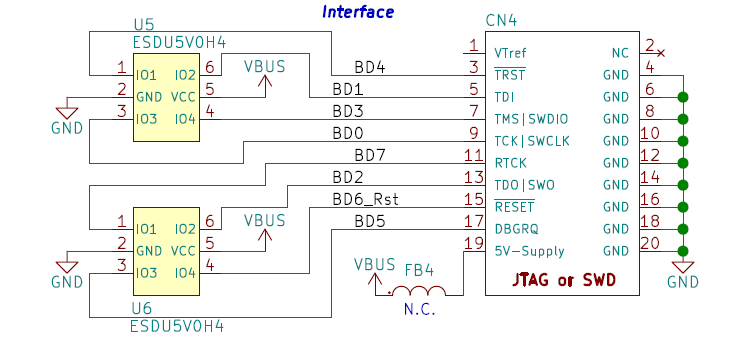 Interface
U5
ESDU5V0H4
1 IO1 IO2 6
2 GND VCC 5
3 IO3 IO4 4
GND
VBUS
BD4
BD1
BD3
BD0
BD7
BD2
BD6_Rst
BD5
CN4
1 VTref NC 2
3 TRST GND 4
5 TDI GND 6
7 TMS|SWDIO GND 8
9 TCK|SWCLK GND 10
11 RTCK GND 12
13 TDO|SWO GND 14
15 RESET GND 16
17 DBGRQ GND 18
19 5V-Supply GND 20
JTAG or SWD
GND
1 IO1 IO2 6
2 GND VCC 5
3 IO3 IO4 4
GND
VBUS
U6
ESDU5V0H4
VBUS
FB4
N.C.